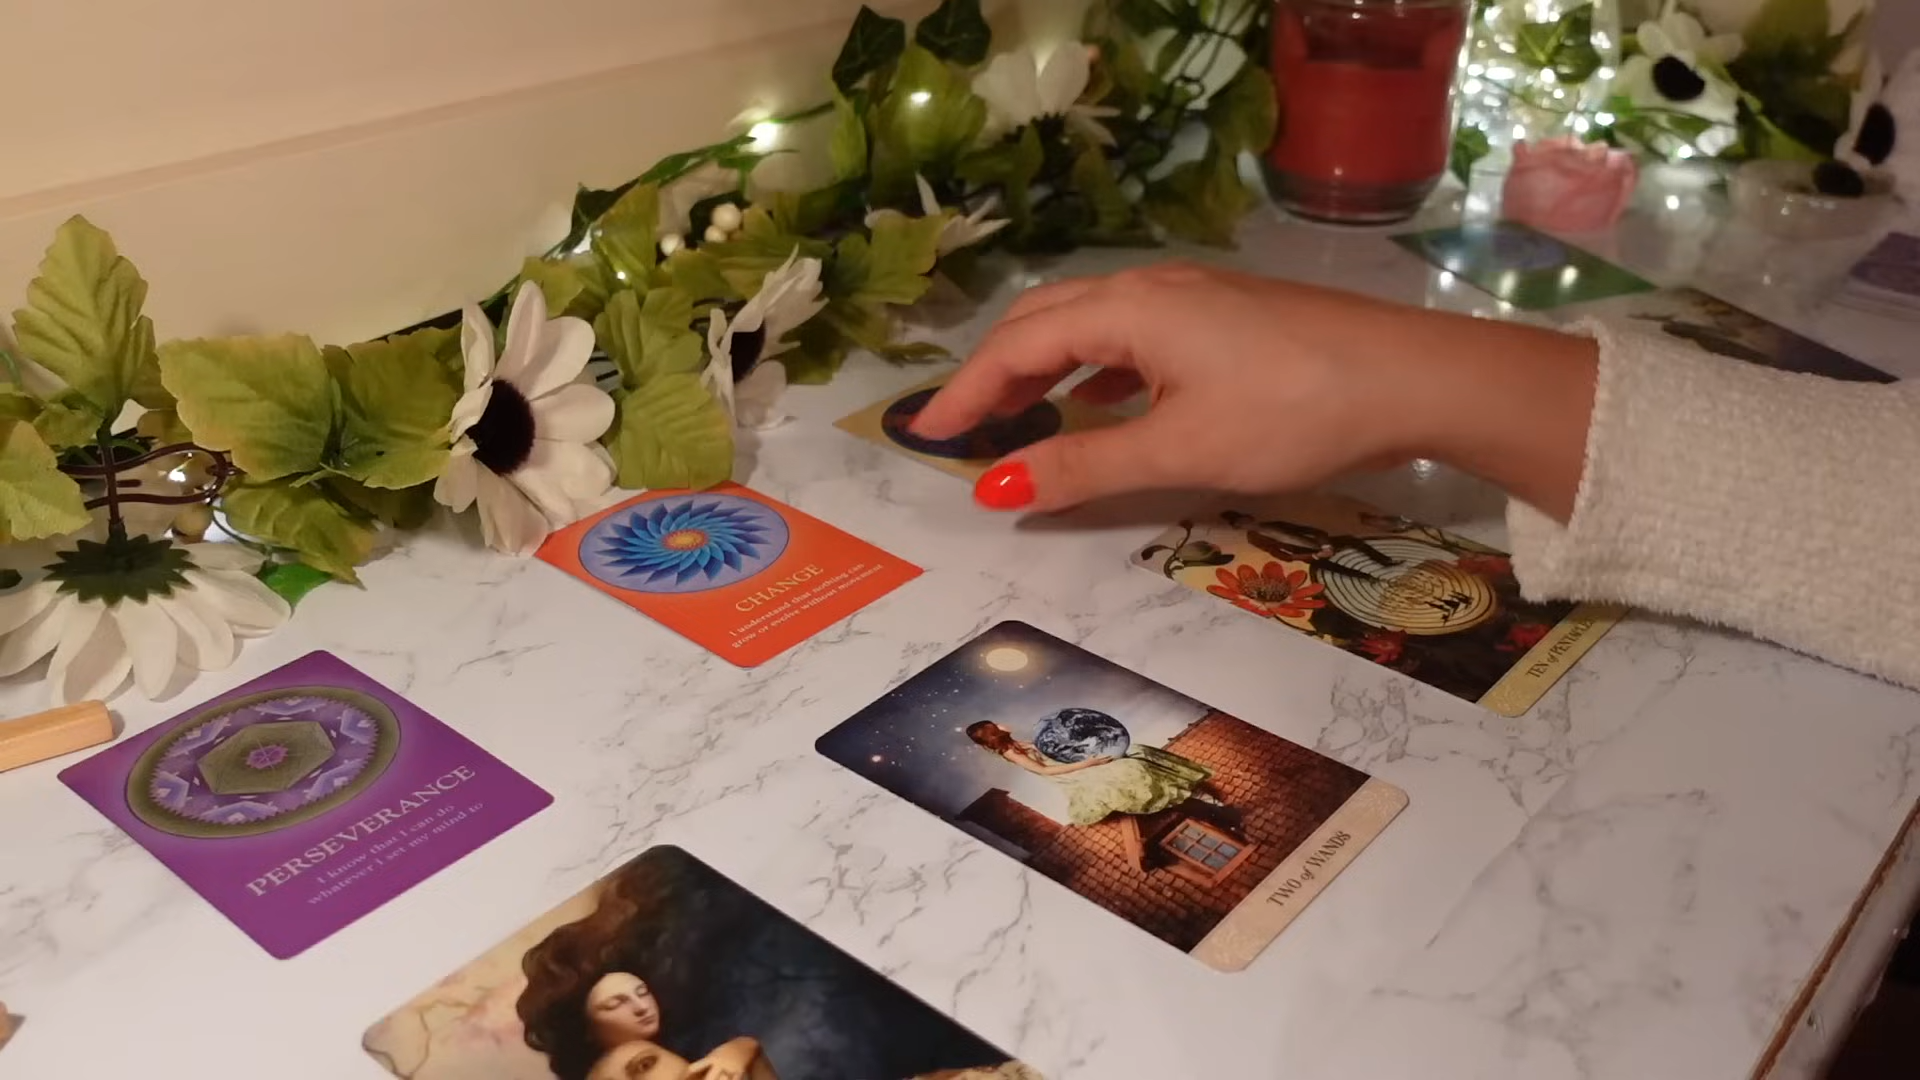 CHANGE
I understand that nothing can
grow or evolve without movement
PERSEVERANCE
I know that I can do
whatever I set my mind to
TWO of WANDS
TEN of PENTACLES